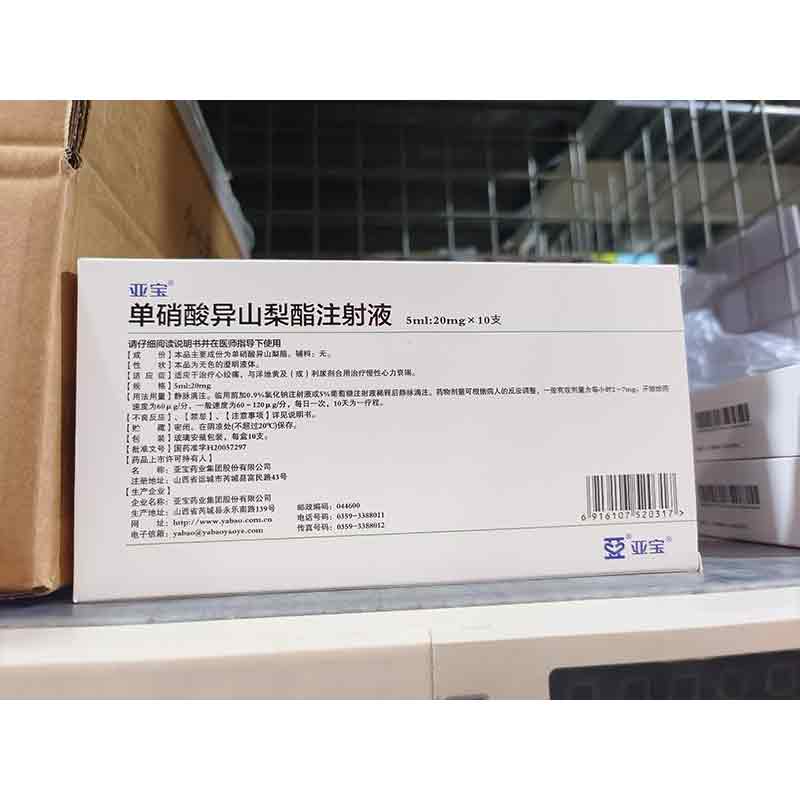 亚宝®
单硝酸异山梨酯注射液 5ml:20mg×10支
请仔细阅读说明书并在医师指导下使用
【成　份】本品主要成份为单硝酸异山梨酯。辅料:无。
【性　状】本品为无色的澄明液体。
【适 应 症】适应于治疗心绞痛,与洋地黄及(或)利尿剂合用治疗慢性心力衰竭。
【规　格】5ml:20mg
【用法用量】静脉滴注。临用前加0.9%氯化钠注射液或5%葡萄糖注射液稀释后静脉滴注。药物剂量可根据病人的反应调整,一般有效剂量为每小时2~7mg。开始给药
速度为60μg/分,一般速度为60~120μg/分,每日一次,10天为一疗程。
【不良反应】、【禁忌】、【注意事项】详见说明书。
【贮　藏】密闭,在阴凉处(不超过20℃)保存。
【包　装】玻璃安瓿包装,每盒10支。
【批准文号】国药准字H20057297
【药品上市许可持有人】
名　称:亚宝药业集团股份有限公司
注册地址:山西省运城市芮城县富民路43号
【生产企业】
企业名称:亚宝药业集团股份有限公司 邮政编码:044600
生产地址:山西省芮城县永乐南路139号 电话号码:0359-3388011
网　址:http://www.yabao.com.cn 传真号码:0359-3388012
电子信箱:yabao@yabaoyaoye.com
6 916107 520317
亚宝®